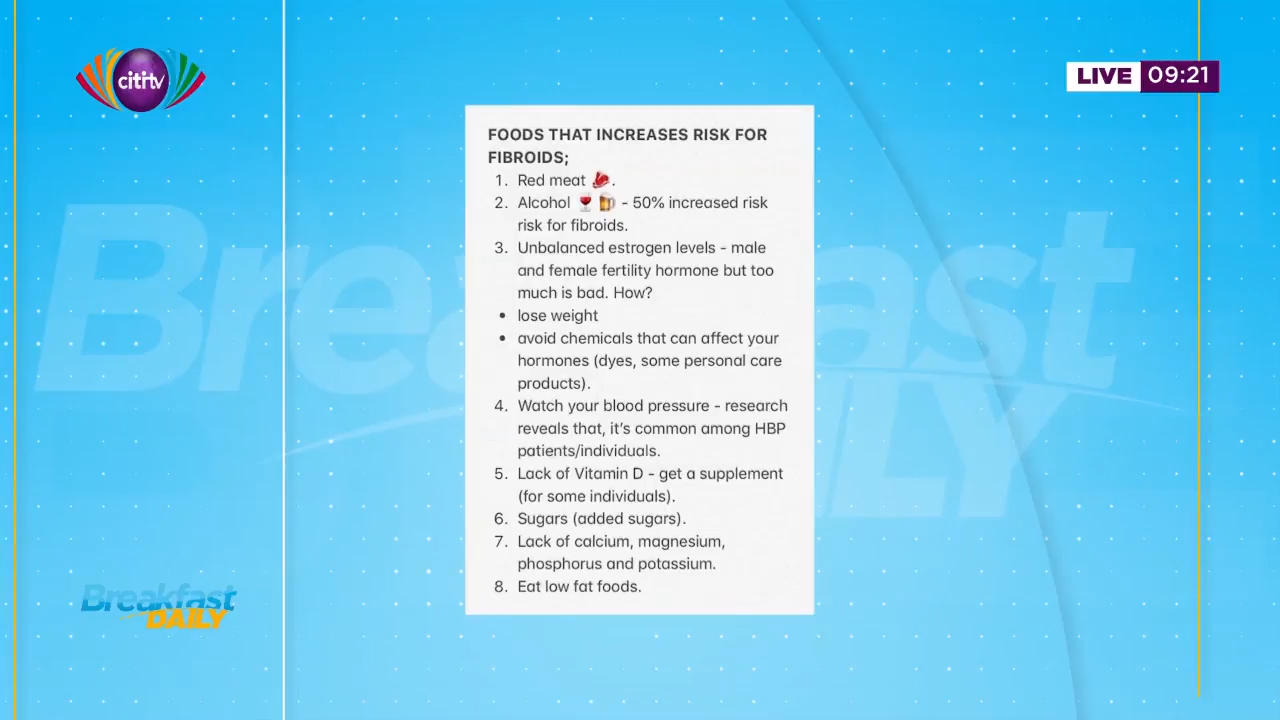 citi tv
LIVE 09:21
FOODS THAT INCREASES RISK FOR
FIBROIDS;
1. Red meat 🥩.
2. Alcohol 🍷 🍺 - 50% increased risk
risk for fibroids.
3. Unbalanced estrogen levels - male
and female fertility hormone but too
much is bad. How?
• lose weight
• avoid chemicals that can affect your
hormones (dyes, some personal care
products).
4. Watch your blood pressure - research
reveals that, it's common among HBP
patients/individuals.
5. Lack of Vitamin D - get a supplement
(for some individuals).
6. Sugars (added sugars).
7. Lack of calcium, magnesium,
phosphorus and potassium.
8. Eat low fat foods.
Breakfast
DAILY
Breakfast
DAILY